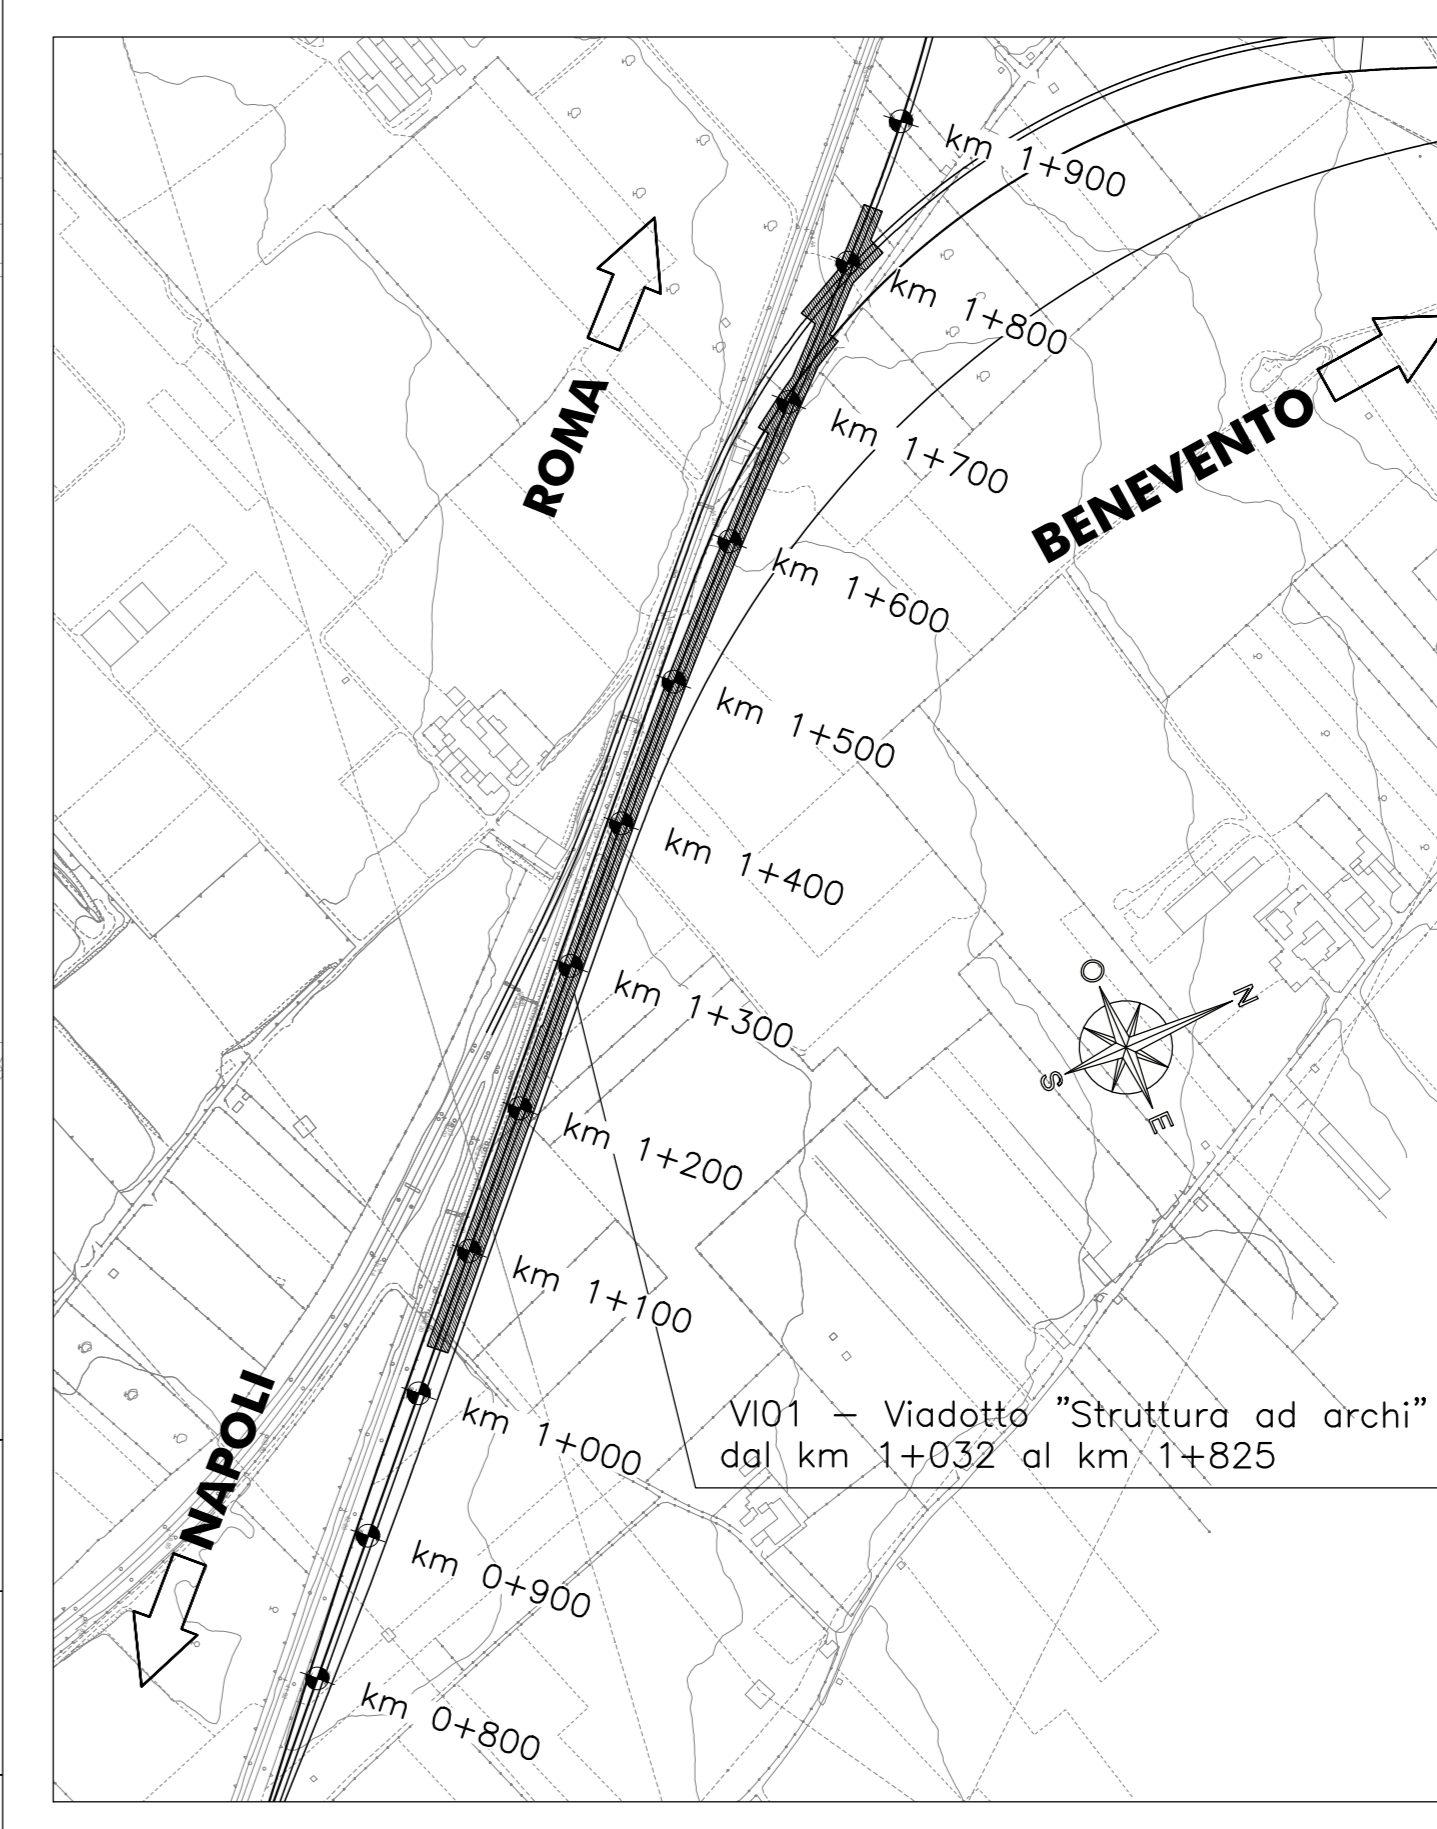 km 1+900
km 1+800
ROMA
km 1+700
BENEVENTO
km 1+600
km 1+500
km 1+400
O
N
km 1+300
S
E
km 1+200
km 1+100
NAPOLI
km 1+000
VI01 – Viadotto "Struttura ad archi"
dal km 1+032 al km 1+825
km 0+900
km 0+800